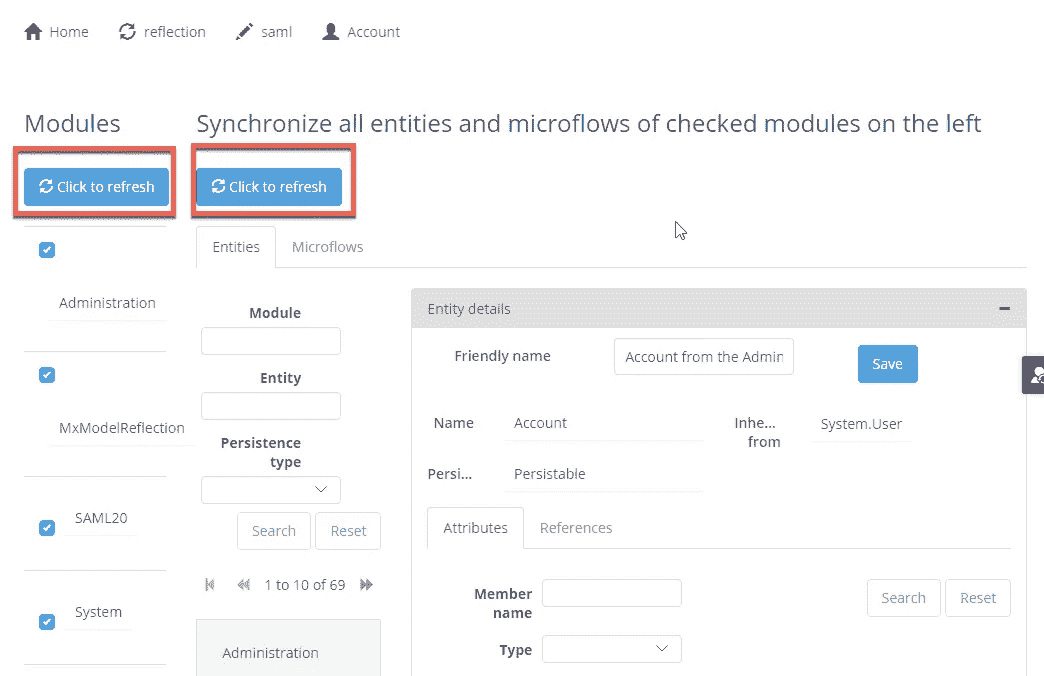 Home reflection saml Account
Modules
Synchronize all entities and microflows of checked modules on the left
Click to refresh
Click to refresh
Administration
MxModelReflection
SAML20
System
Entities Microflows
Module
Entity
Persistence
type
Search Reset
1 to 10 of 69
Administration
Entity details
Friendly name Account from the Admin
Save
Name Account
Inhe...
from
System.User
Persi... Persistable
Attributes References
Member
name
Search Reset
Type